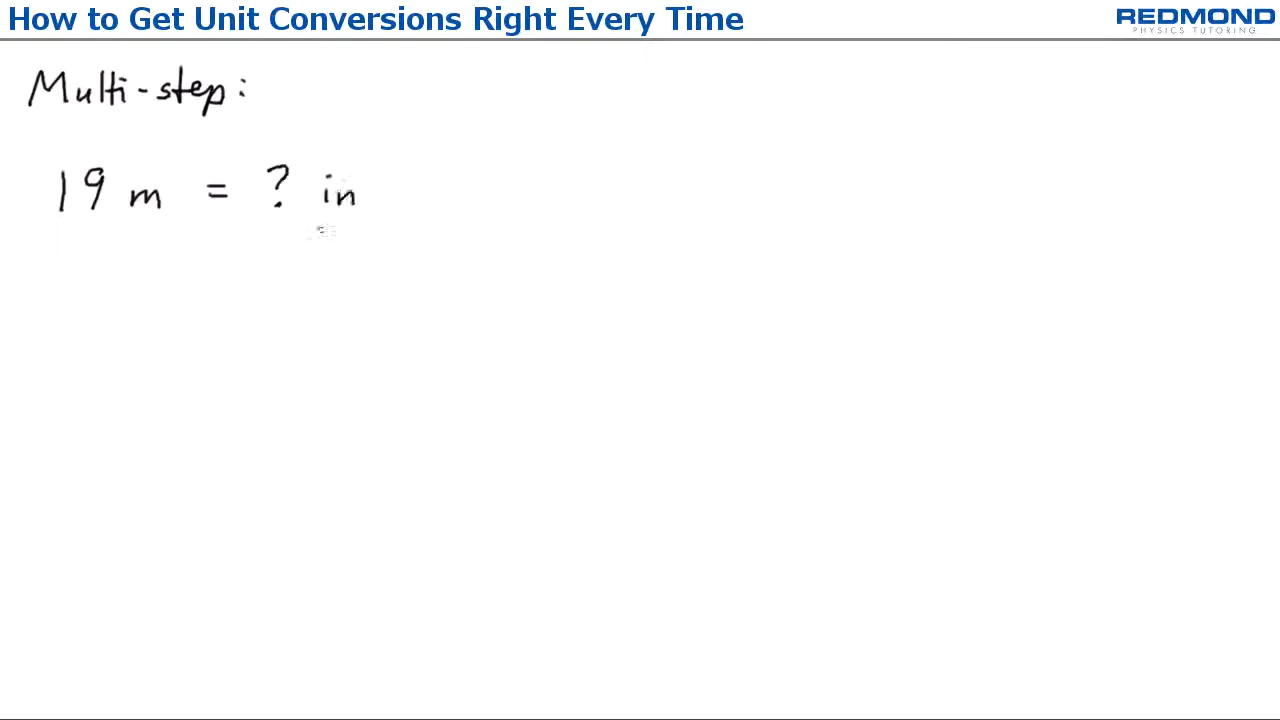 How to Get Unit Conversions Right Every Time
REDMOND
PHYSICS TUTORING
Multi-step:
19 m = ? in